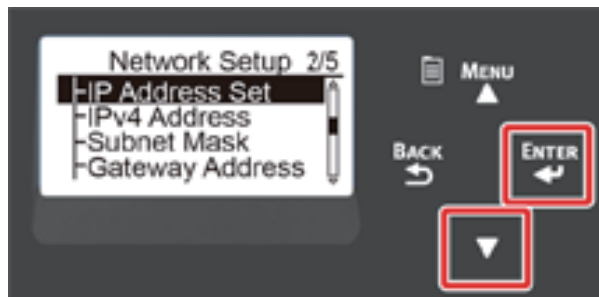 Network Setup 2/5
IP Address Set
IPv4 Address
Subnet Mask
Gateway Address
MENU
BACK
ENTER